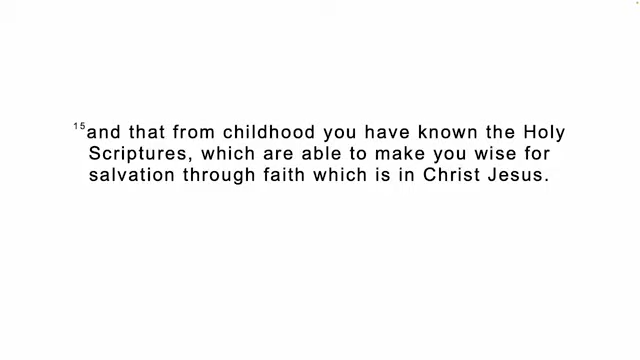 15and that from childhood you have known the Holy
Scriptures, which are able to make you wise for
salvation through faith which is in Christ Jesus.